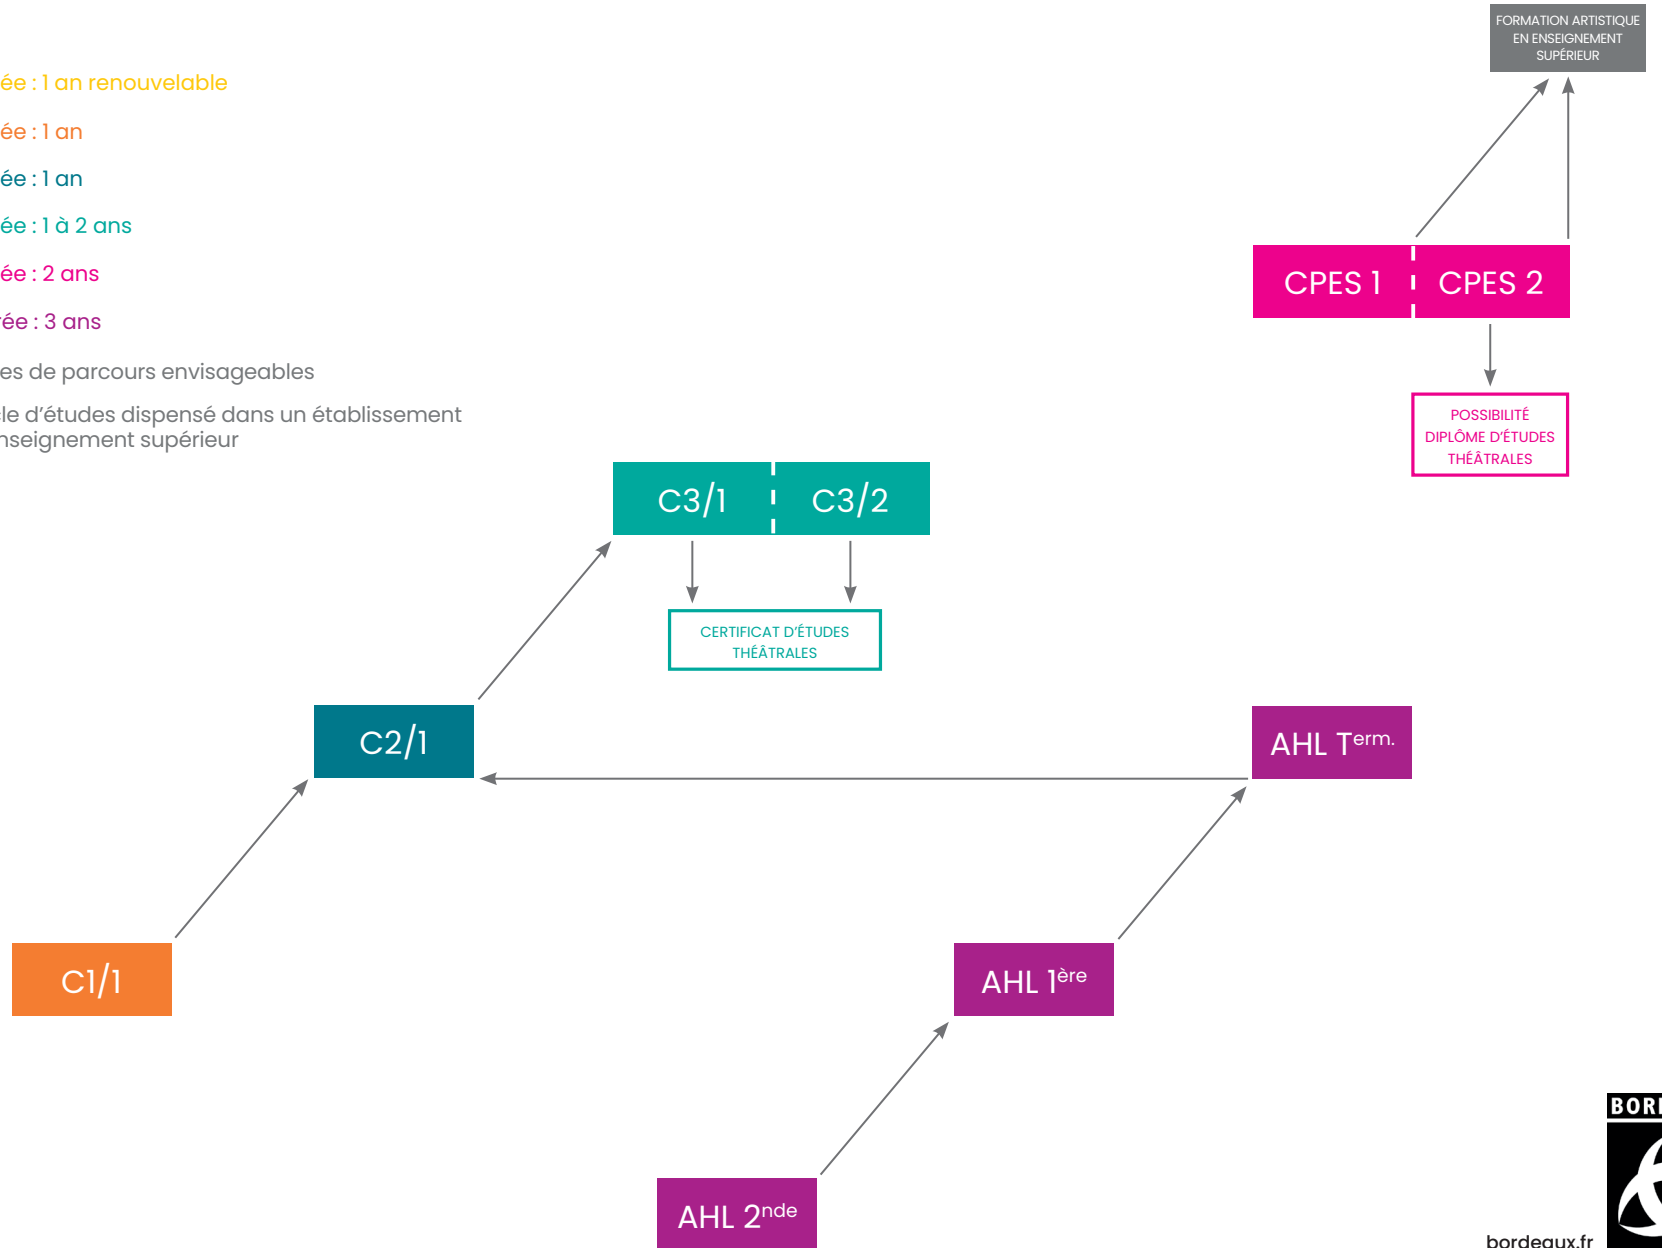 FORMATION ARTISTIQUE
EN ENSEIGNEMENT
SUPÉRIEUR
ée : 1 an renouvelable
ée : 1 an
ée : 1 an
ée : 1 à 2 ans
ée : 2 ans
rée : 3 ans
es de parcours envisageables
cle d’études dispensé dans un établissement
nseignement supérieur
CPES 1
CPES 2
POSSIBILITÉ
DIPLÔME D’ÉTUDES
THÉÂTRALES
C3/1
C3/2
CERTIFICAT D’ÉTUDES
THÉÂTRALES
C2/1
AHL Term.
C1/1
AHL 1ère
AHL 2nde
BOR
bordeaux.fr